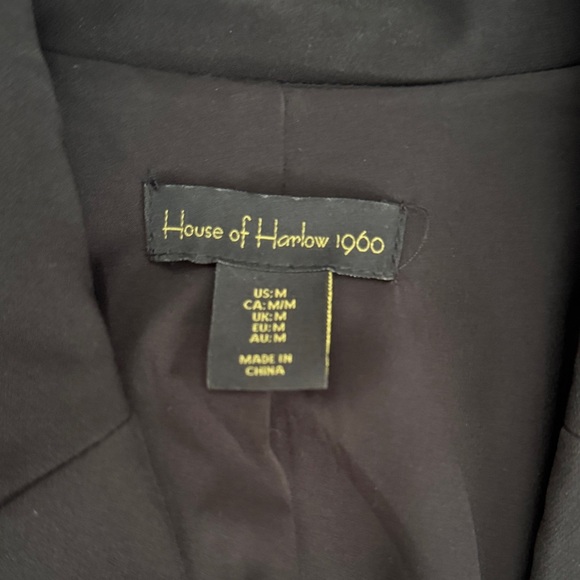 House of Harlow 1960
US: M
CA: M/M
UK: M
EU: M
AU: M
MADE IN
CHINA